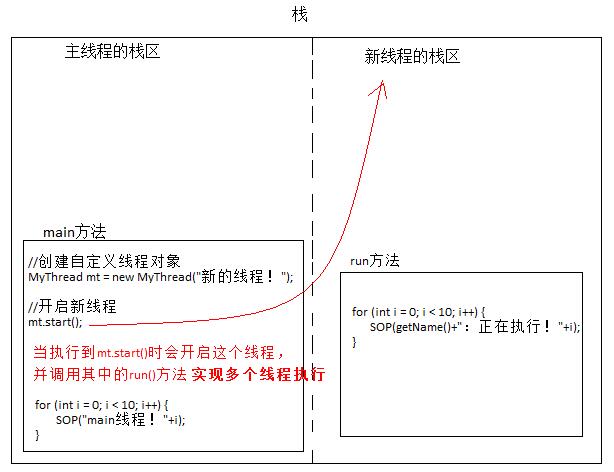 栈
主线程的栈区
新线程的栈区
main方法
//创建自定义线程对象
MyThread mt = new MyThread("新的线程！");
//开启新线程
mt.start();
当执行到mt.start()时会开启这个线程，
并调用其中的run()方法 实现多个线程执行
for (int i = 0; i < 10; i++) {
SOP("main线程！"+i);
}
run方法
for (int i = 0; i < 10; i++) {
SOP(getName()+"：正在执行！"+i);
}